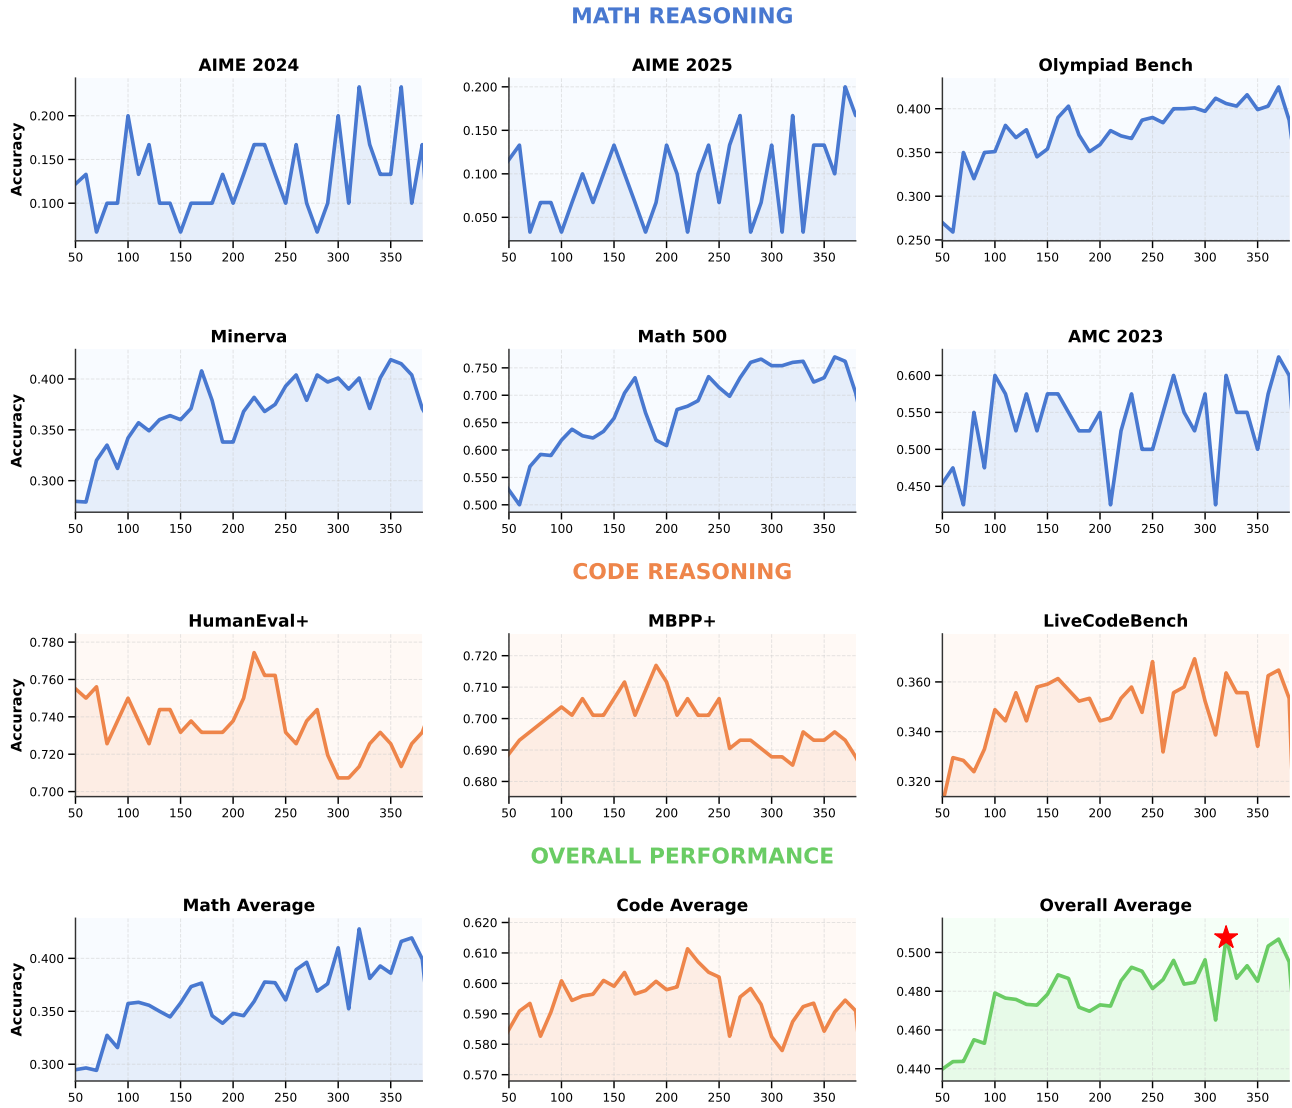 MATH REASONING
AIME 2024
AIME 2025
Olympiad Bench
Accuracy
0.200
0.150
0.100
50 100 150 200 250 300 350
0.200
0.150
0.100
0.050
50 100 150 200 250 300 350
0.400
0.350
0.300
0.250
50 100 150 200 250 300 350
Minerva
Math 500
AMC 2023
Accuracy
0.400
0.350
0.300
50 100 150 200 250 300 350
0.750
0.700
0.650
0.600
0.550
0.500
50 100 150 200 250 300 350
0.600
0.550
0.500
0.450
50 100 150 200 250 300 350
CODE REASONING
HumanEval+
MBPP+
LiveCodeBench
Accuracy
0.780
0.760
0.740
0.720
0.700
50 100 150 200 250 300 350
0.720
0.710
0.700
0.690
0.680
50 100 150 200 250 300 350
0.360
0.340
0.320
50 100 150 200 250 300 350
OVERALL PERFORMANCE
Math Average
Code Average
Overall Average
Accuracy
0.400
0.350
0.300
50 100 150 200 250 300 350
0.620
0.610
0.600
0.590
0.580
0.570
50 100 150 200 250 300 350
0.500
0.480
0.460
0.440
50 100 150 200 250 300 350